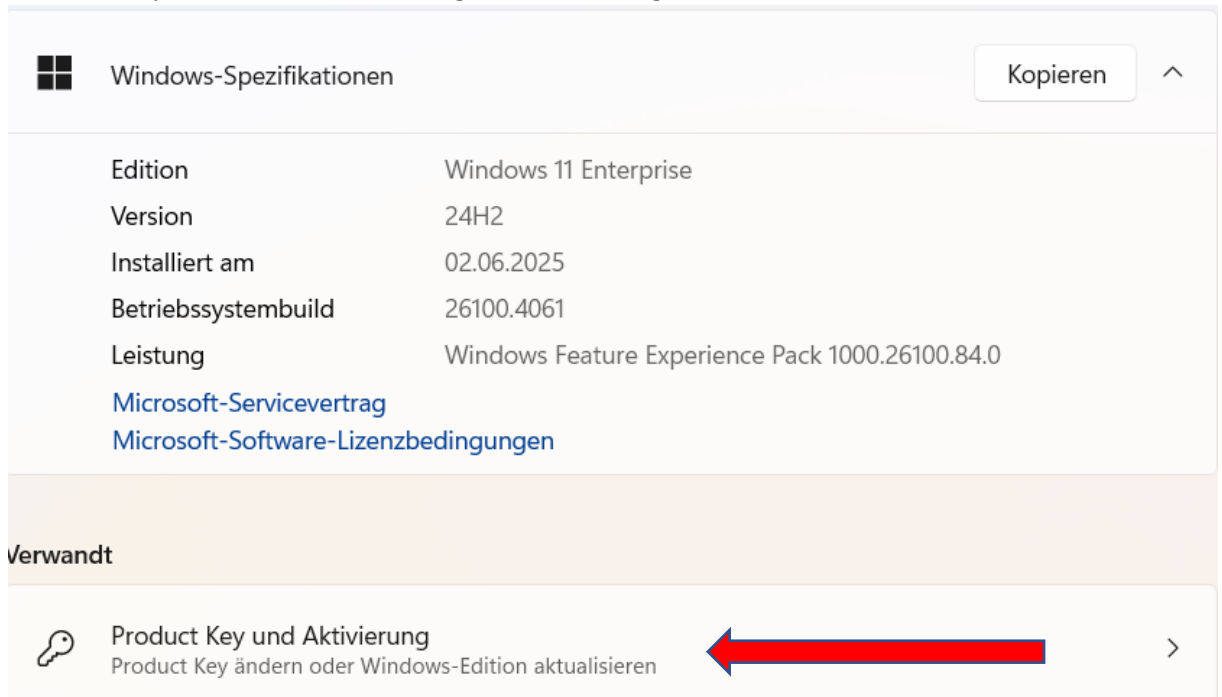 Windows-Spezifikationen
Kopieren
Edition Windows 11 Enterprise
Version 24H2
Installiert am 02.06.2025
Betriebssystembuild 26100.4061
Leistung Windows Feature Experience Pack 1000.26100.84.0
Microsoft-Servicevertrag
Microsoft-Software-Lizenzbedingungen
Verwandt
Product Key und Aktivierung
Product Key ändern oder Windows-Edition aktualisieren